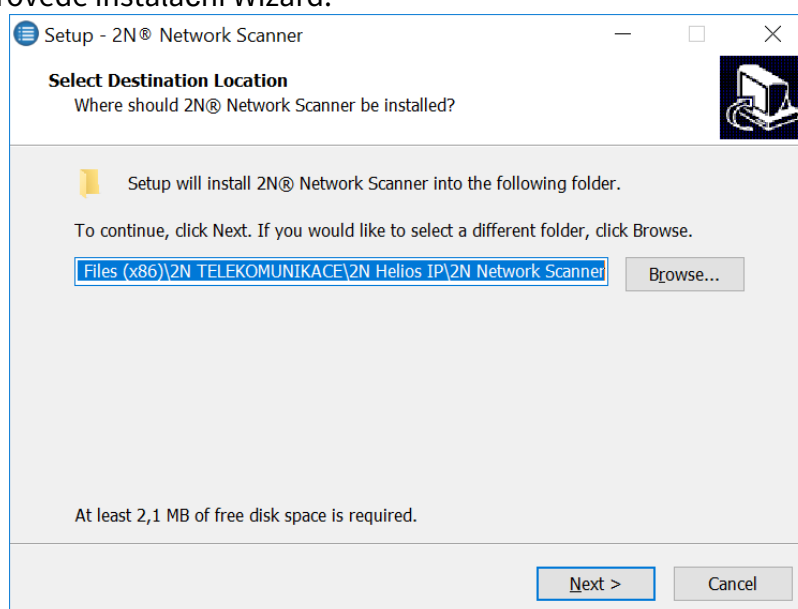 instalační Wizard.
Setup - 2N® Network Scanner
Select Destination Location
Where should 2N® Network Scanner be installed?
Setup will install 2N® Network Scanner into the following folder.
To continue, click Next. If you would like to select a different folder, click Browse.
Files (x86)\2N TELEKOMUNIKACE\2N Helios IP\2N Network Scanner
Browse...
At least 2,1 MB of free disk space is required.
Next >
Cancel